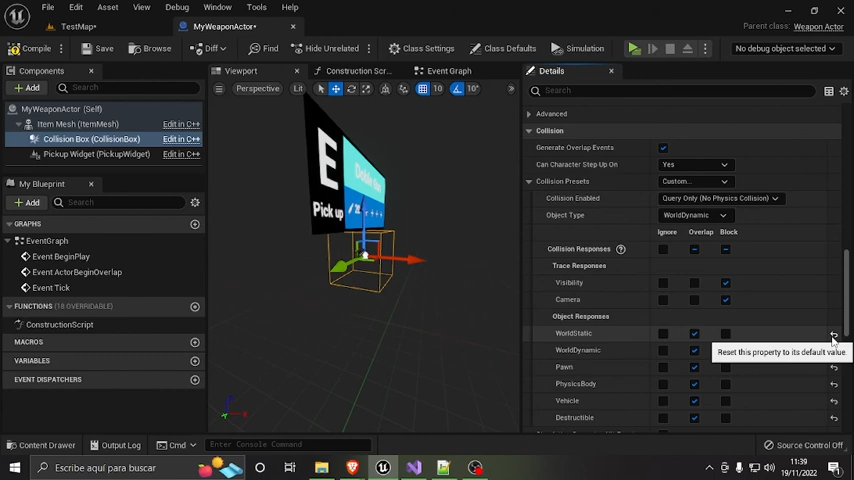 File Edit Asset View Debug Window Tools Help
TestMap•
MyWeaponActor•
Parent class: Weapon Actor
Compile Save Browse Diff Find Hide Unrelated Class Settings Class Defaults Simulation No debug object selected
Components Viewport Construction Scr... Event Graph Details
+ Add Search
Perspective Lit 10 10°
Search
MyWeaponActor (Self)
Item Mesh (ItemMesh) Edit in C++
Collision Box (CollisionBox) Edit in C++
Pickup Widget (PickupWidget) Edit in C++
My Blueprint
+ Add Search
GRAPHS
EventGraph
Event BeginPlay
Event ActorBeginOverlap
Event Tick
FUNCTIONS (18 OVERRIDABLE)
ConstructionScript
MACROS
VARIABLES
EVENT DISPATCHERS
E
Pick up
Z
X
Advanced
Collision
Generate Overlap Events
Can Character Step Up On Yes
Collision Presets Custom...
Collision Enabled Query Only (No Physics Collision)
Object Type WorldDynamic
Ignore Overlap Block
Collision Responses ?
Trace Responses
Visibility
Camera
Object Responses
WorldStatic
WorldDynamic
Reset this property to its default value.
Pawn
PhysicsBody
Vehicle
Destructible
Content Drawer Output Log Cmd Enter Console Command Source Control Off
Escribe aquí para buscar
11:39
19/11/2022